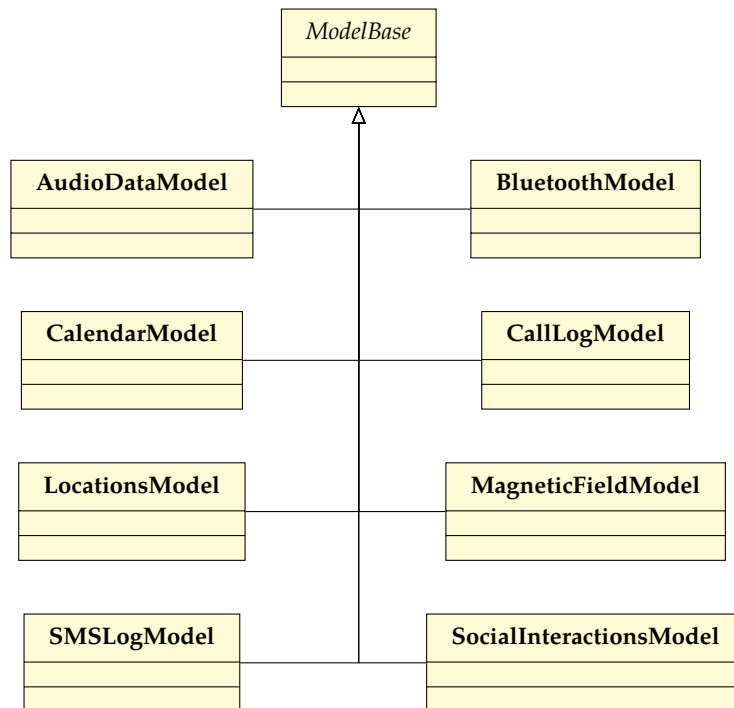 ModelBase
AudioDataModel
BluetoothModel
CalendarModel
CallLogModel
LocationsModel
MagneticFieldModel
SMSLogModel
SocialInteractionsModel